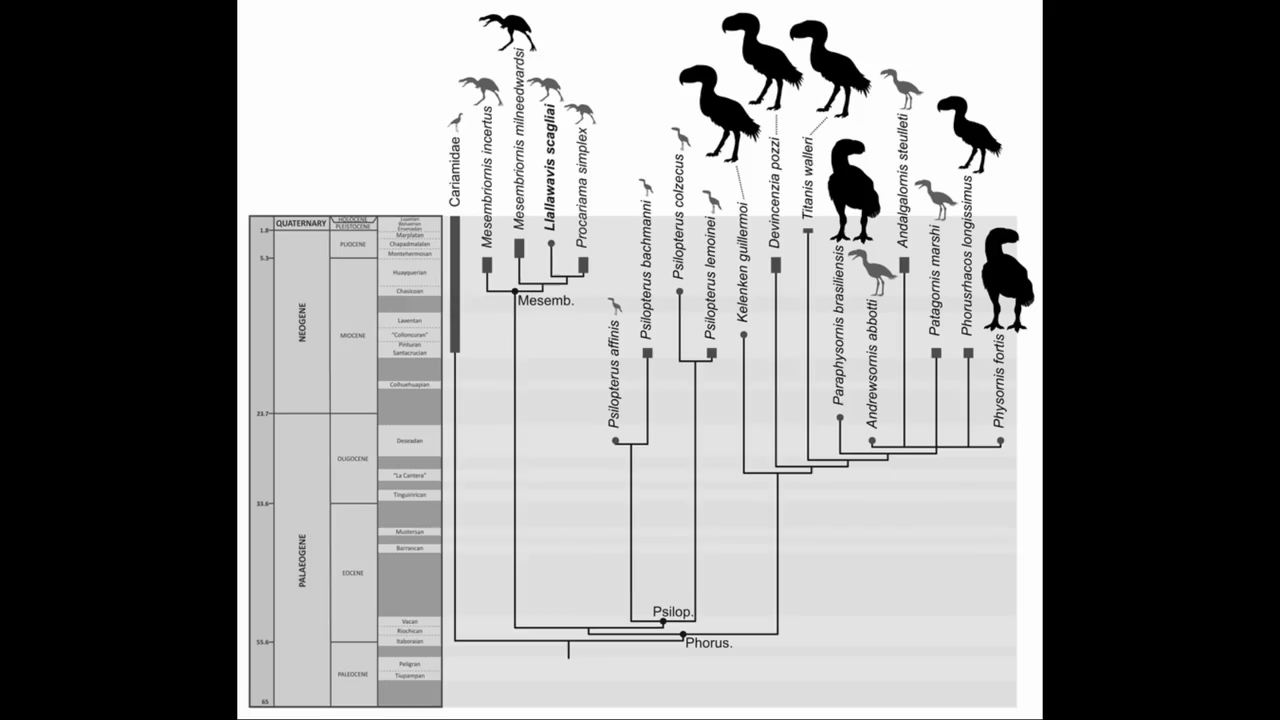 Cariamidae
Mesembriornis incertus
Mesembriornis milneedwardsi
Llallawavis scagliai
Procariama simplex
Psilopterus affinis
Psilopterus bachmanni
Psilopterus colzecus
Psilopterus lemoinei
Kelenken guillermoi
Devincenzia pozzi
Titanis walleri
Paraphysornis brasiliensis
Andrewsornis abbotti
Andalgalornis steulleti
Patagornis marshi
Phorusrhacos longissimus
Physornis fortis
Mesemb.
Psilop.
Phorus.
1.8
5.3
23.7
33.6
55.6
65
QUATERNARY
NEOGENE
PALAEOGENE
HOLOCENE
PLEISTOCENE
PLIOCENE
MIOCENE
OLIGOCENE
EOCENE
PALEOCENE
Lujanian
Bonaerian
Ensenadan
Marplatan
Chapadmalalan
Montehermosan
Huayquerian
Chasicoan
Laventan
"Colloncuran"
Pinturan
Santacrucian
Colhuehuapian
Deseadan
"La Cantera"
Tinguirirican
Mustersan
Barrancan
Vacan
Riochican
Itaboraian
Peligran
Tiupampan